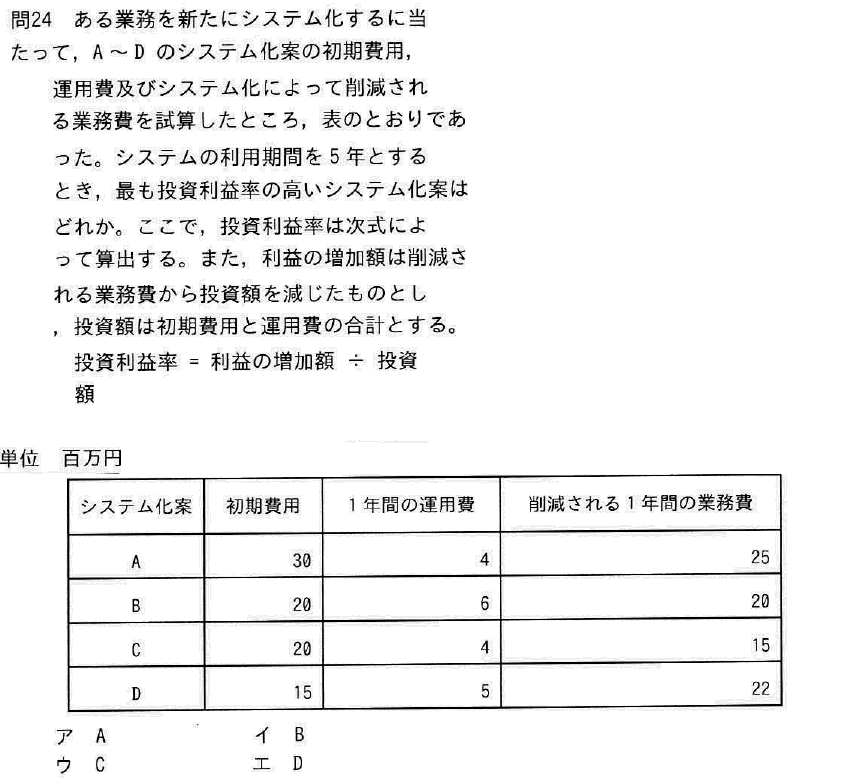 問24　ある業務を新たにシステム化するに当
たって，A～D のシステム化案の初期費用，
運用費及びシステム化によって削減され
る業務費を試算したところ，表のとおりであ
った。システムの利用期間を 5 年とする
とき，最も投資利益率の高いシステム化案は
どれか。ここで，投資利益率は次式によ
って算出する。また，利益の増加額は削減さ
れる業務費から投資額を減じたものとし
，投資額は初期費用と運用費の合計とする。
投資利益率 = 利益の増加額 ÷ 投資
額
単位　百万円
システム化案　初期費用　1 年間の運用費　削減される 1 年間の業務費
A　30　4　25
B　20　6　20
C　20　4　15
D　15　5　22
ア　A　イ　B
ウ　C　エ　D